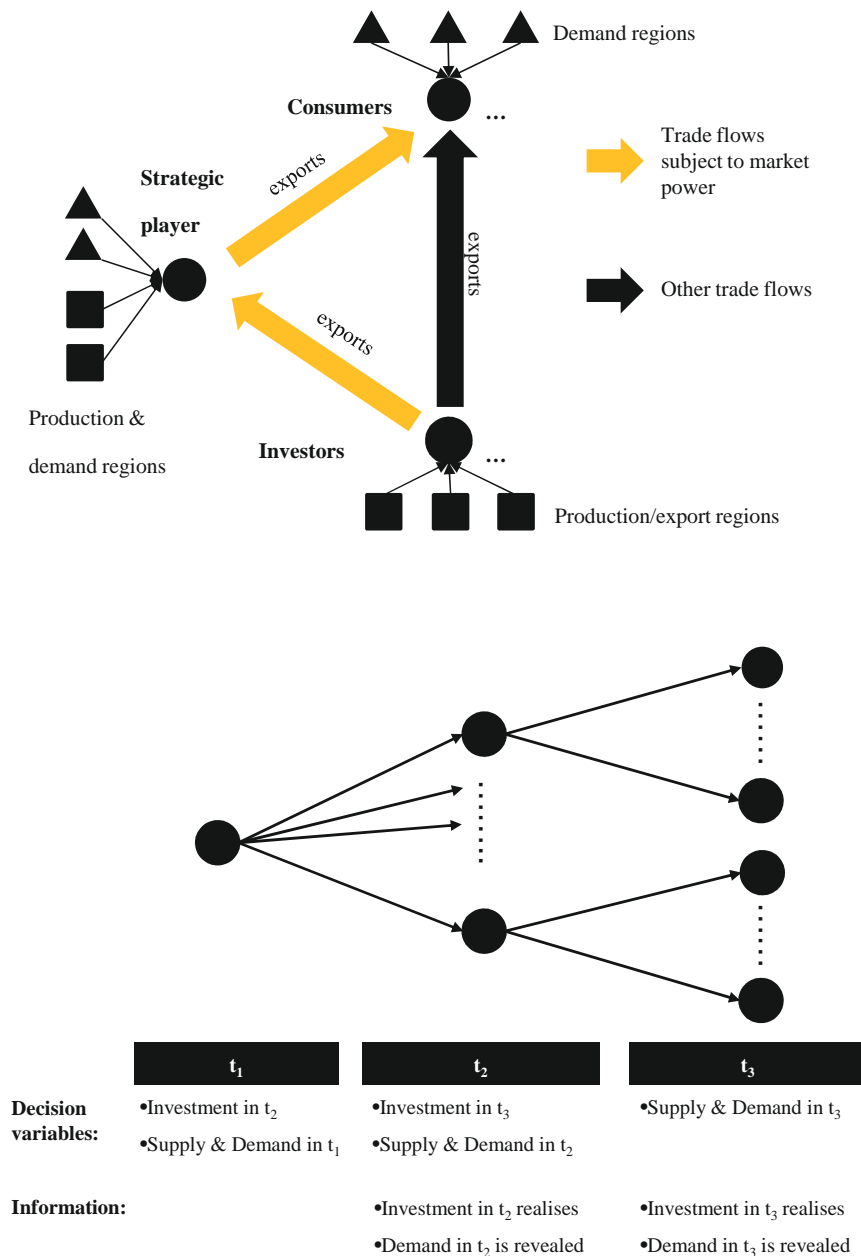 Demand regions
Consumers
...
Trade flows
subject to market
power
exports
Strategic
player
exports
Other trade flows
exports
Production &
demand regions
Investors
...
Production/export regions
t₁ t₂ t₃
Decision variables:
•Investment in t₂
•Supply & Demand in t₁
•Investment in t₃
•Supply & Demand in t₂
•Supply & Demand in t₃
Information:
•Investment in t₂ realises
•Demand in t₂ is revealed
•Investment in t₃ realises
•Demand in t₃ is revealed